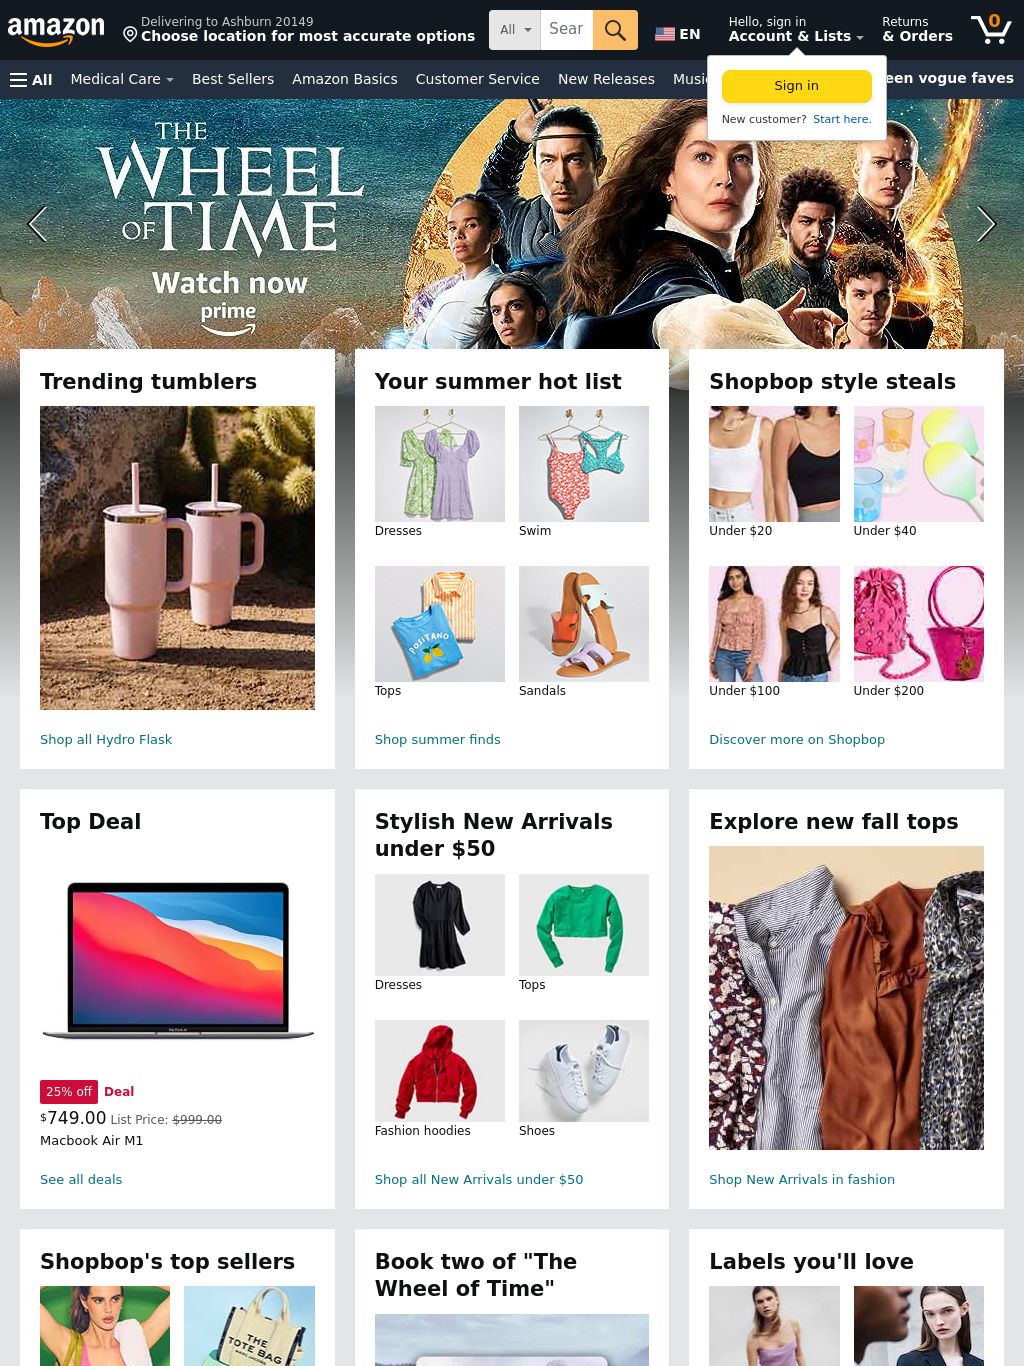 amazon
Delivering to Ashburn 20149
Choose location for most accurate options
All
Sear
EN
Hello, sign in
Account & Lists
Returns
& Orders
0
All
Medical Care
Best Sellers
Amazon Basics
Customer Service
New Releases
Music
een vogue faves
Sign in
New customer? Start here.
THE
WHEEL
OF TIME
Watch now
prime
Trending tumblers
Shop all Hydro Flask
Your summer hot list
Dresses
Swim
POSITANO
Tops
Sandals
Shop summer finds
Shopbop style steals
Under $20
Under $40
Under $100
Under $200
Discover more on Shopbop
Top Deal
MacBook Air
25% off
Deal
$749.00 List Price: $999.00
Macbook Air M1
See all deals
Stylish New Arrivals
under $50
Dresses
Tops
Fashion hoodies
Shoes
Shop all New Arrivals under $50
Explore new fall tops
Shop New Arrivals in fashion
Shopbop's top sellers
THE
TOTE BAG
MARC JACOBS
Book two of "The
Wheel of Time"
Labels you'll love